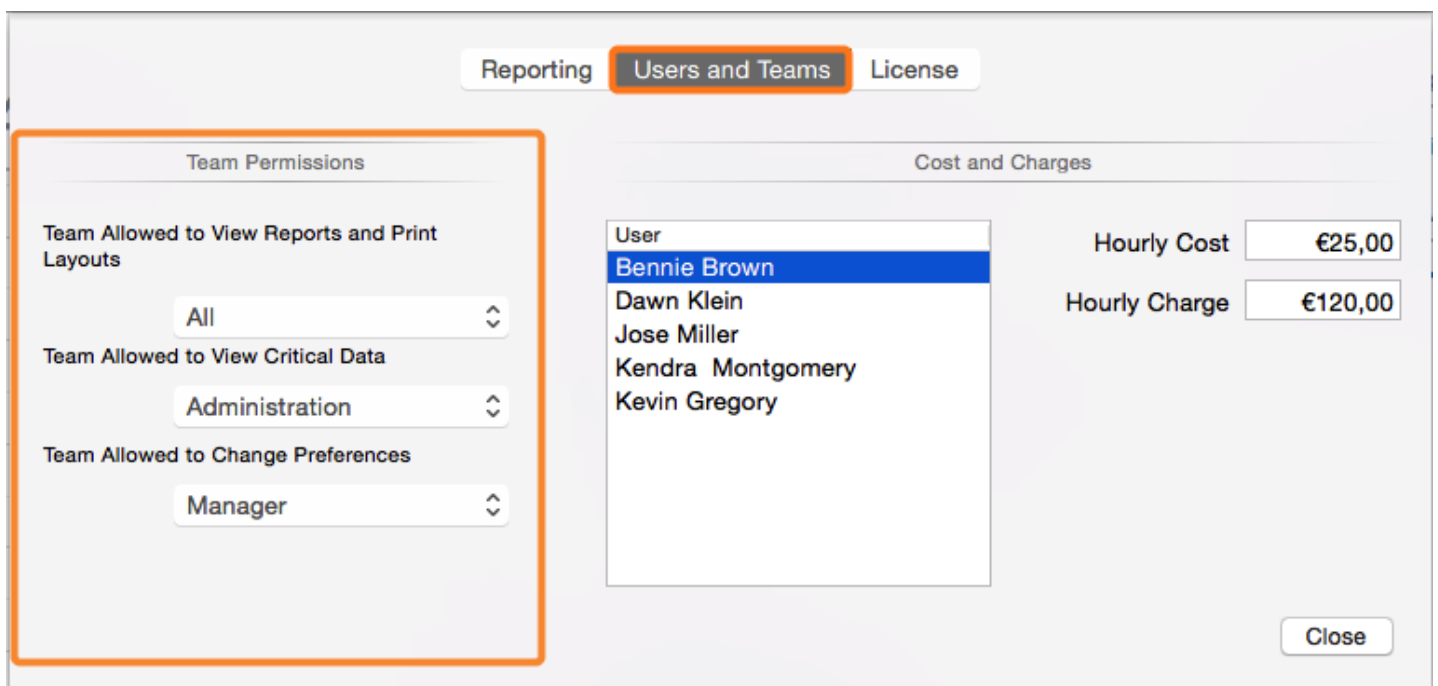 Reporting Users and Teams License
Team Permissions
Team Allowed to View Reports and Print
Layouts
All
Team Allowed to View Critical Data
Administration
Team Allowed to Change Preferences
Manager
Cost and Charges
User
Bennie Brown
Dawn Klein
Jose Miller
Kendra  Montgomery
Kevin Gregory
Hourly Cost €25,00
Hourly Charge €120,00
Close